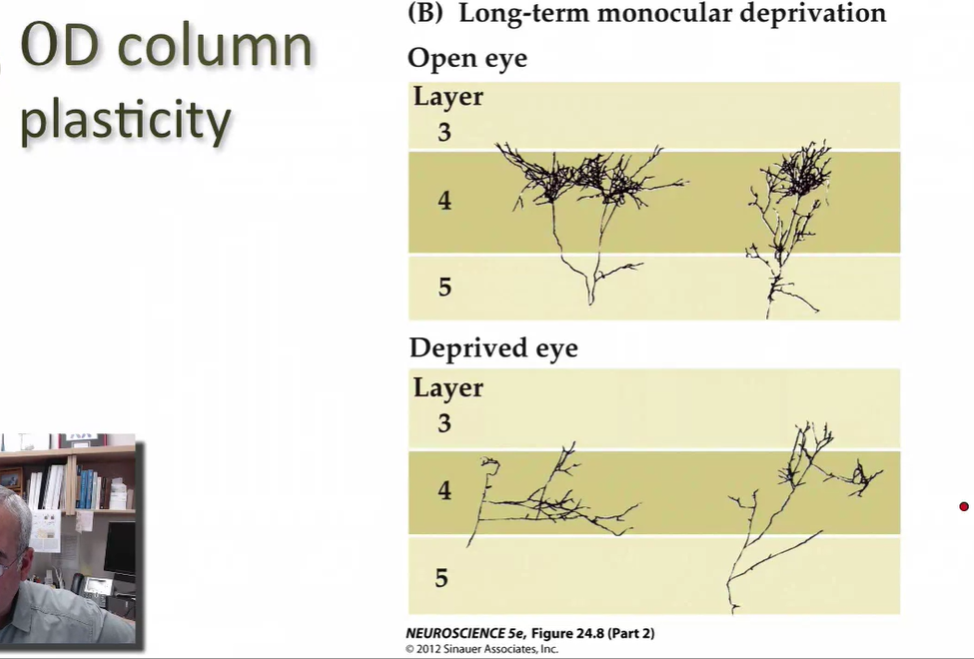 OD column
plasticity
(B) Long-term monocular deprivation
Open eye
Layer
3
4
5
Deprived eye
Layer
3
4
5
NEUROSCIENCE 5e, Figure 24.8 (Part 2)
© 2012 Sinauer Associates, Inc.